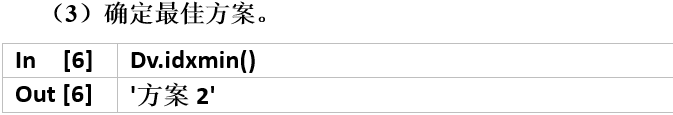 （3）确定最佳方案。
In [6] Dv.idxmin()
Out [6] '方案 2'